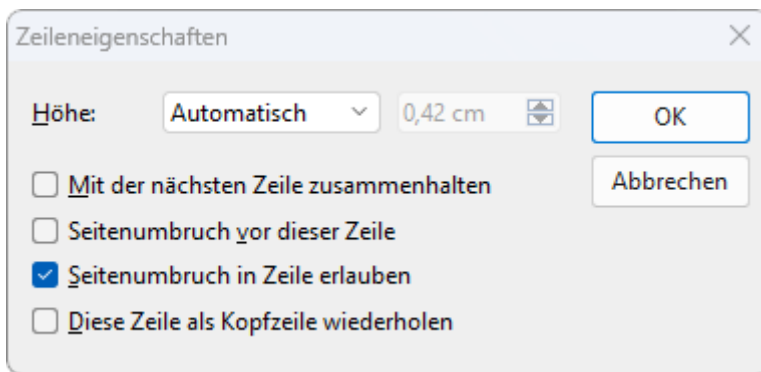 Zeileneigenschaften
Höhe: Automatisch 0,42 cm OK
Mit der nächsten Zeile zusammenhalten Abbrechen
Seitenumbruch vor dieser Zeile
Seitenumbruch in Zeile erlauben
Diese Zeile als Kopfzeile wiederholen